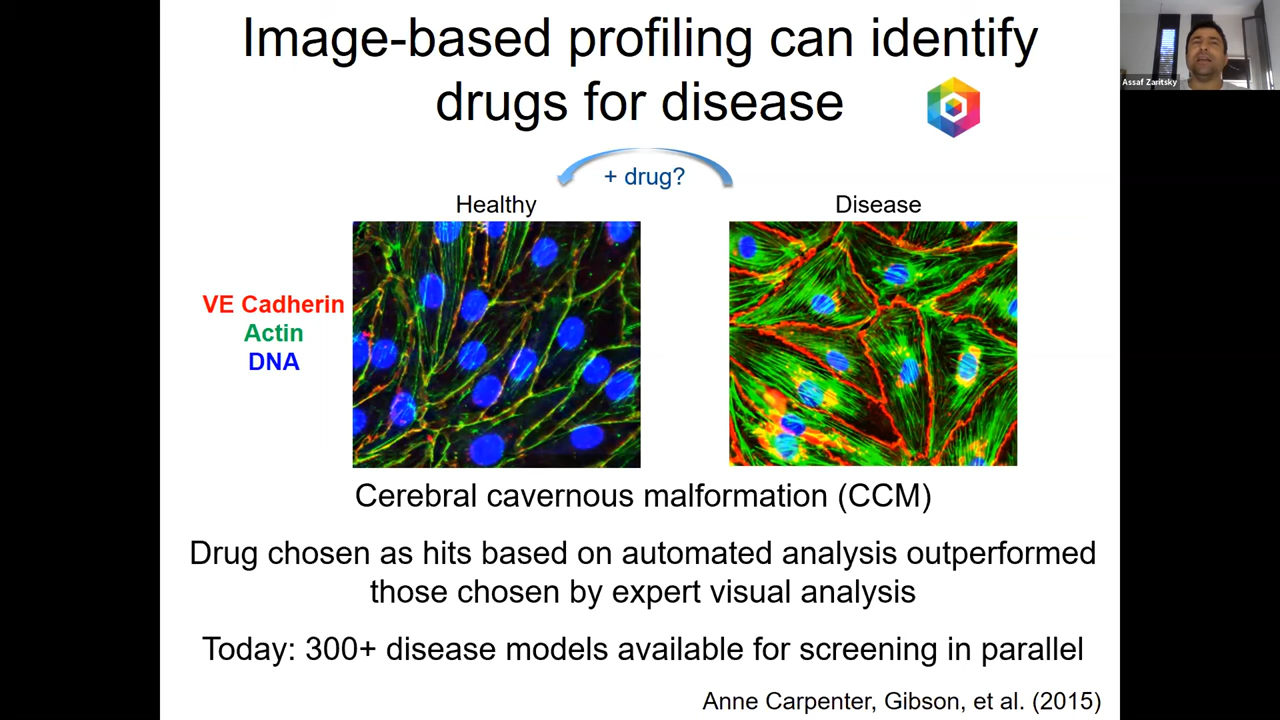 Image-based profiling can identify
drugs for disease
Assaf Zaritsky
+ drug?
Healthy
Disease
VE Cadherin
Actin
DNA
Cerebral cavernous malformation (CCM)
Drug chosen as hits based on automated analysis outperformed
those chosen by expert visual analysis
Today: 300+ disease models available for screening in parallel
Anne Carpenter, Gibson, et al. (2015)